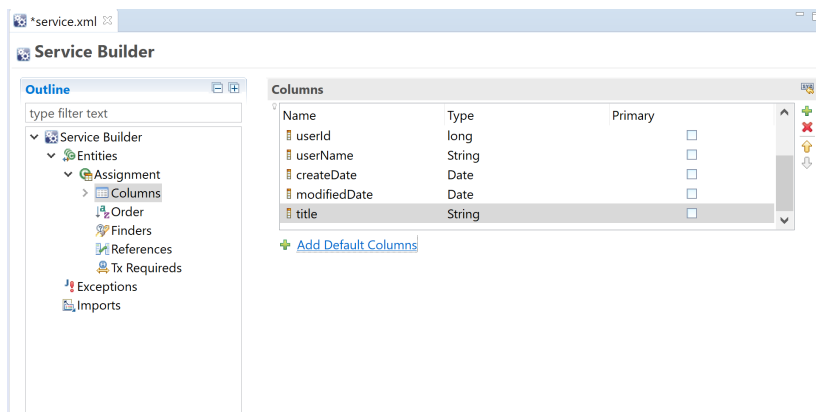 *service.xml
Service Builder
Outline
type filter text
Service Builder
Entities
Assignment
Columns
Order
Finders
References
Tx Requireds
Exceptions
Imports
Columns
Name Type Primary
userId long
userName String
createDate Date
modifiedDate Date
title String
Add Default Columns